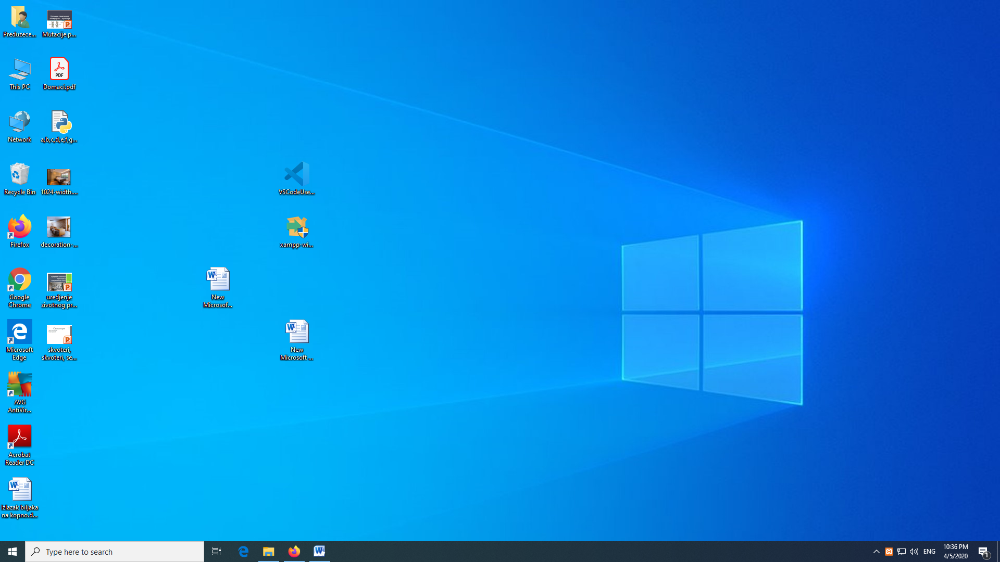 Preduzece...
Mutacije.p...
This PC
Domaci.pdf
PDF
Network
a,b,c,d,e,f,g...
Recycle Bin
1024-width....
VSCodeUse...
Firefox
decoration-...
xampp-wi...
Google
Chrome
uredjenje
zivotnog pr...
New
Microsof...
Microsoft
Edge
skvoteri,
skvoteri, se...
New
Microsoft ...
AVG
AntiVir...
Acrobat
Reader DC
Izlazak biljaka
na kopno.d...
Type here to search
ENG
10:36 PM
4/5/2020
1